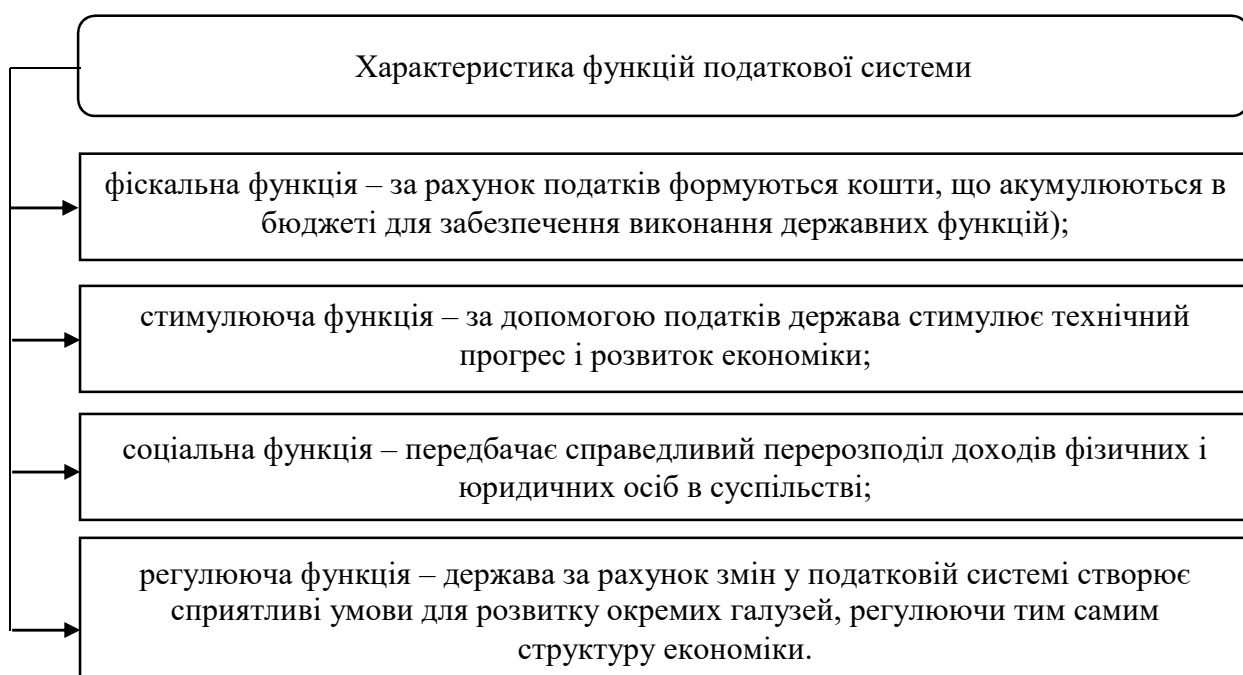 Характеристика функцій податкової системи
фіскальна функція – за рахунок податків формуються кошти, що акумулюються в
бюджеті для забезпечення виконання державних функцій);
стимулююча функція – за допомогою податків держава стимулює технічний
прогрес і розвиток економіки;
соціальна функція – передбачає справедливий перерозподіл доходів фізичних і
юридичних осіб в суспільстві;
регулююча функція – держава за рахунок змін у податковій системі створює
сприятливі умови для розвитку окремих галузей, регулюючи тим самим
структуру економіки.